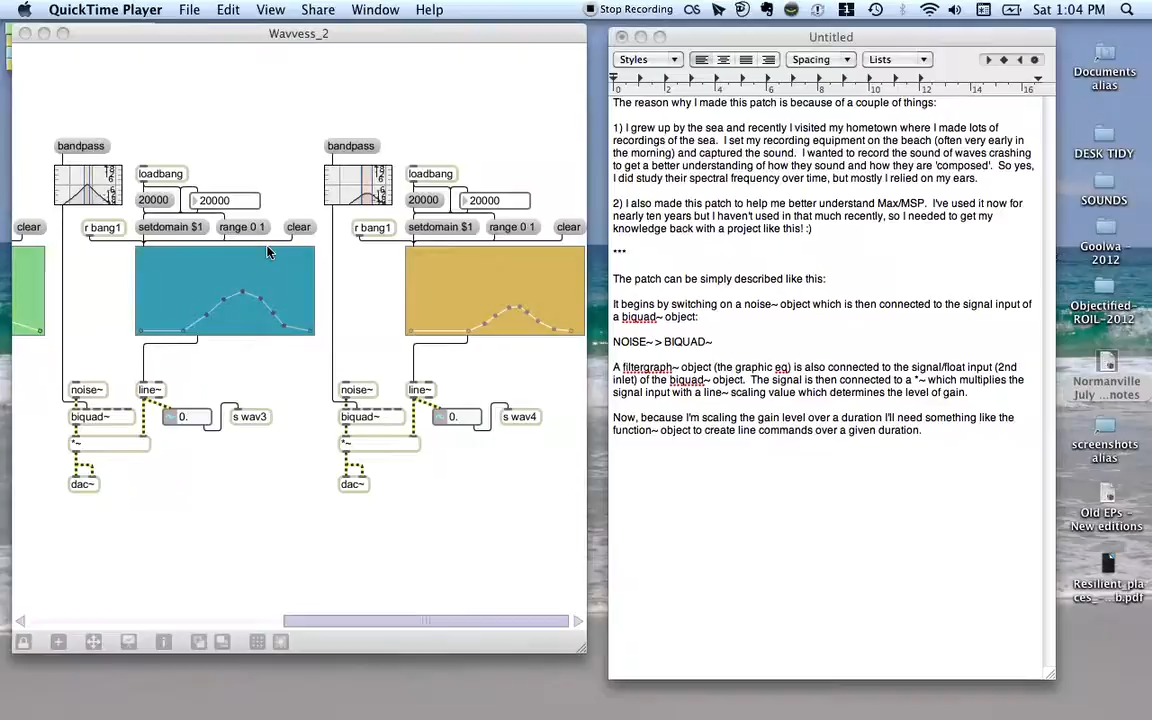 QuickTime Player File Edit View Share Window Help Stop Recording Sat 1:04 PM
Wavvess_2
bandpass
bandpass
loadbang
loadbang
20000
20000
20000
20000
clear
r bang1
setdomain $1
range 0 1
clear
r bang1
setdomain $1
range 0 1
clear
noise~
line~
noise~
line~
biquad~
0.
s wav3
biquad~
0.
s wav4
*~
*~
dac~
dac~
Untitled
Styles
Spacing
Lists
0 2 4 6 8 10 12 14 16
The reason why I made this patch is because of a couple of things:
1) I grew up by the sea and recently I visited my hometown where I made lots of
recordings of the sea.  I set my recording equipment on the beach (often very early in
the morning) and captured the sound.  I wanted to record the sound of waves crashing
to get a better understanding of how they sound and how they are 'composed'.  So yes,
I did study their spectral frequency over time, but mostly I relied on my ears.
2) I also made this patch to help me better understand Max/MSP.  I've used it now for
nearly ten years but I haven't used in that much recently, so I needed to get my
knowledge back with a project like this! :)
***
The patch can be simply described like this:
It begins by switching on a noise~ object which is then connected to the signal input of
a biquad~ object:
NOISE~ > BIQUAD~
A filtergraph~ object (the graphic eq) is also connected to the signal/float input (2nd
inlet) of the biquad~ object.  The signal is then connected to a *~ which multiplies the
signal input with a line~ scaling value which determines the level of gain.
Now, because I'm scaling the gain level over a duration I'll need something like the
function~ object to create line commands over a given duration.
Documents
alias
DESK TIDY
SOUNDS
Goolwa -
2012
Objectified-
ROIL-2012
Normanville
July ...notes
screenshots
alias
Old EPs -
New editions
Resilient_pla
ces_-...b.pdf